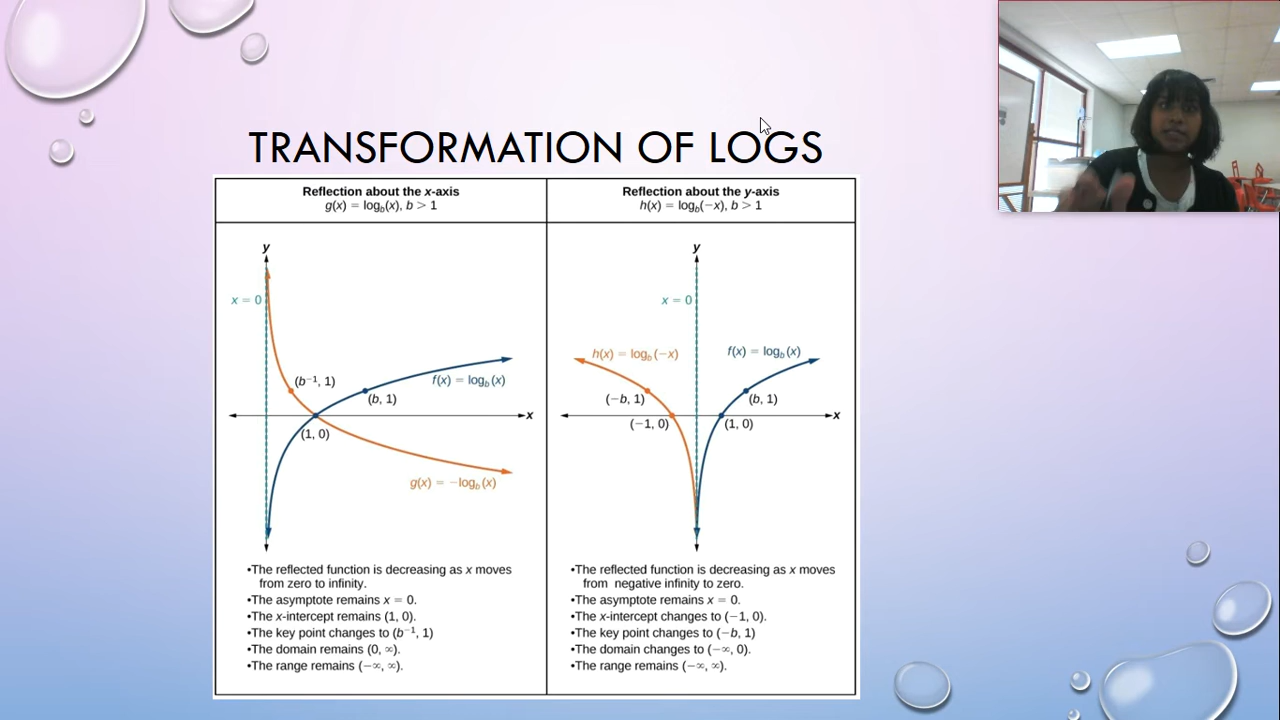 TRANSFORMATION OF LOGS
Reflection about the x-axis
g(x) = log_b(x), b > 1
y
x = 0
(b⁻¹, 1)
f(x) = log_b(x)
(b, 1)
x
(1, 0)
g(x) = −log_b(x)
•The reflected function is decreasing as x moves
from zero to infinity.
•The asymptote remains x = 0.
•The x-intercept remains (1, 0).
•The key point changes to (b⁻¹, 1)
•The domain remains (0, ∞).
•The range remains (−∞, ∞).
Reflection about the y-axis
h(x) = log_b(−x), b > 1
y
x = 0
h(x) = log_b(−x)
f(x) = log_b(x)
(−b, 1)
(b, 1)
x
(−1, 0)
(1, 0)
•The reflected function is decreasing as x moves
from negative infinity to zero.
•The asymptote remains x = 0.
•The x-intercept changes to (−1, 0).
•The key point changes to (−b, 1)
•The domain changes to (−∞, 0).
•The range remains (−∞, ∞).